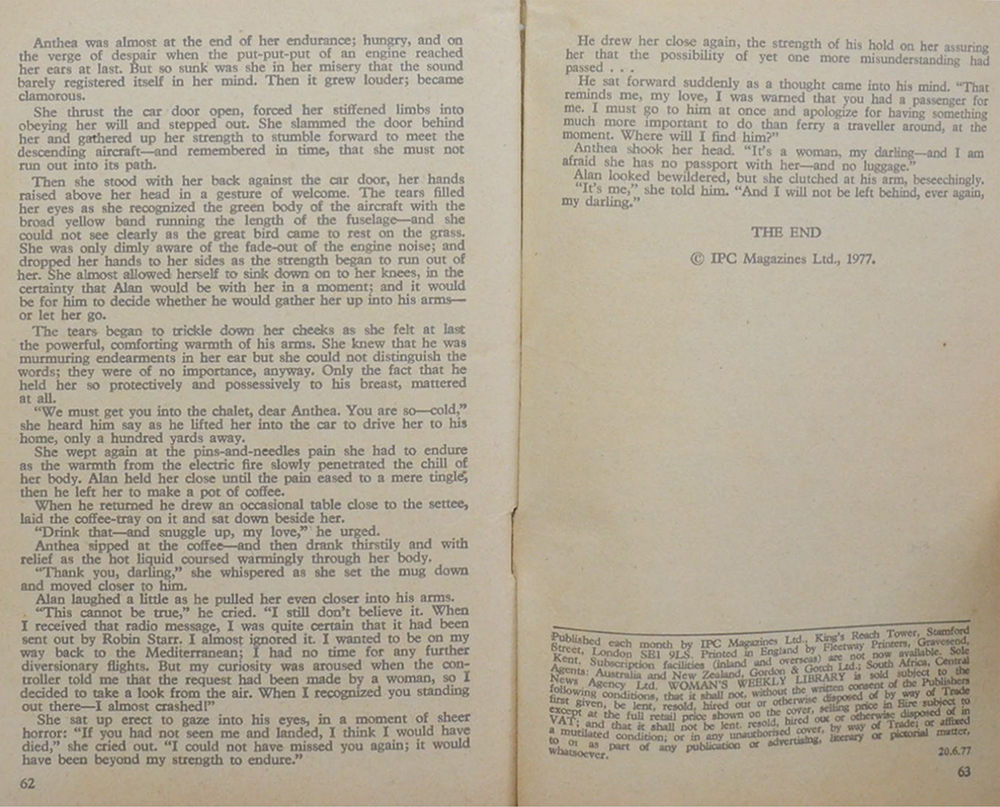 Anthea was almost at the end of her endurance; hungry, and on
the verge of despair when the put-put-put of an engine reached
her ears at last. But so sunk was she in her misery that the sound
barely registered itself in her mind. Then it grew louder; became
clamorous.
She thrust the car door open, forced her stiffened limbs into
obeying her will and stepped out. She slammed the door behind
her and gathered up her strength to stumble forward to meet the
descending aircraft—and remembered in time, that she must not
run out into its path.
Then she stood with her back against the car door, her hands
raised above her head in a gesture of welcome. The tears filled
her eyes as she recognized the green body of the aircraft with the
broad yellow band running the length of the fuselage—and she
could not see clearly as the great bird came to rest on the grass.
She was only dimly aware of the fade-out of the engine noise; and
dropped her hands to her sides as the strength began to run out of
her. She almost allowed herself to sink down on to her knees, in the
certainty that Alan would be with her in a moment; and it would
be for him to decide whether he would gather her up into his arms—
or let her go.
The tears began to trickle down her cheeks as she felt at last
the powerful, comforting warmth of his arms. She knew that he was
murmuring endearments in her ear but she could not distinguish the
words; they were of no importance, anyway. Only the fact that he
held her so protectively and possessively to his breast, mattered
at all.
"We must get you into the chalet, dear Anthea. You are so—cold,"
she heard him say as he lifted her into the car to drive her to his
home, only a hundred yards away.
She wept again at the pins-and-needles pain she had to endure
as the warmth from the electric fire slowly penetrated the chill of
her body. Alan held her close until the pain eased to a mere tingle,
then he left her to make a pot of coffee.
When he returned he drew an occasional table close to the settee,
laid the coffee-tray on it and sat down beside her.
"Drink that—and snuggle up, my love," he urged.
Anthea sipped at the coffee—and then drank thirstily and with
relief as the hot liquid coursed warmingly through her body.
"Thank you, darling," she whispered as she set the mug down
and moved closer to him.
Alan laughed a little as he pulled her even closer into his arms.
"This cannot be true," he cried. "I still don't believe it. When
I received that radio message, I was quite certain that it had been
sent out by Robin Starr. I almost ignored it. I wanted to be on my
way back to the Mediterranean; I had no time for any further
diversionary flights. But my curiosity was aroused when the con-
troller told me that the request had been made by a woman, so I
decided to take a look from the air. When I recognized you standing
out there—I almost crashed!"
She sat up erect to gaze into his eyes, in a moment of sheer
horror: "If you had not seen me and landed, I think I would have
died," she cried out. "I could not have missed you again; it would
have been beyond my strength to endure."
62
He drew her close again, the strength of his hold on her assuring
her that the possibility of yet one more misunderstanding had
passed . . .
He sat forward suddenly as a thought came into his mind. "That
reminds me, my love, I was warned that you had a passenger for
me. I must go to him at once and apologize for having something
much more important to do than ferry a traveller around, at the
moment. Where will I find him?"
Anthea shook her head. "It's a woman, my darling—and I am
afraid she has no passport with her—and no luggage."
Alan looked bewildered, but she clutched at his arm, beseechingly.
"It's me," she told him. "And I will not be left behind, ever again,
my darling."
THE END
© IPC Magazines Ltd., 1977.
Published each month by IPC Magazines Ltd., King's Reach Tower, Stamford
Street, London SE1 9LS. Printed in England by Fleetway Printers, Gravesend,
Kent. Subscription facilities (inland and overseas) are not now available. Sole
Agents: Australia and New Zealand, Gordon & Gotch Ltd.; South Africa, Central
News Agency Ltd. WOMAN'S WEEKLY LIBRARY is sold subject to the
following conditions, that it shall not, without the written consent of the Publishers
first given, be lent, resold, hired out or otherwise disposed of by way of Trade
except at the full retail price shown on the cover, selling price in Eire subject to
VAT; and that it shall not be lent, resold, hired out or otherwise disposed of in
a mutilated condition; or in any unauthorised cover, by way of Trade; or affixed
to or as part of any publication or advertising, literary or pictorial matter,
whatsoever.
20.6.77
63